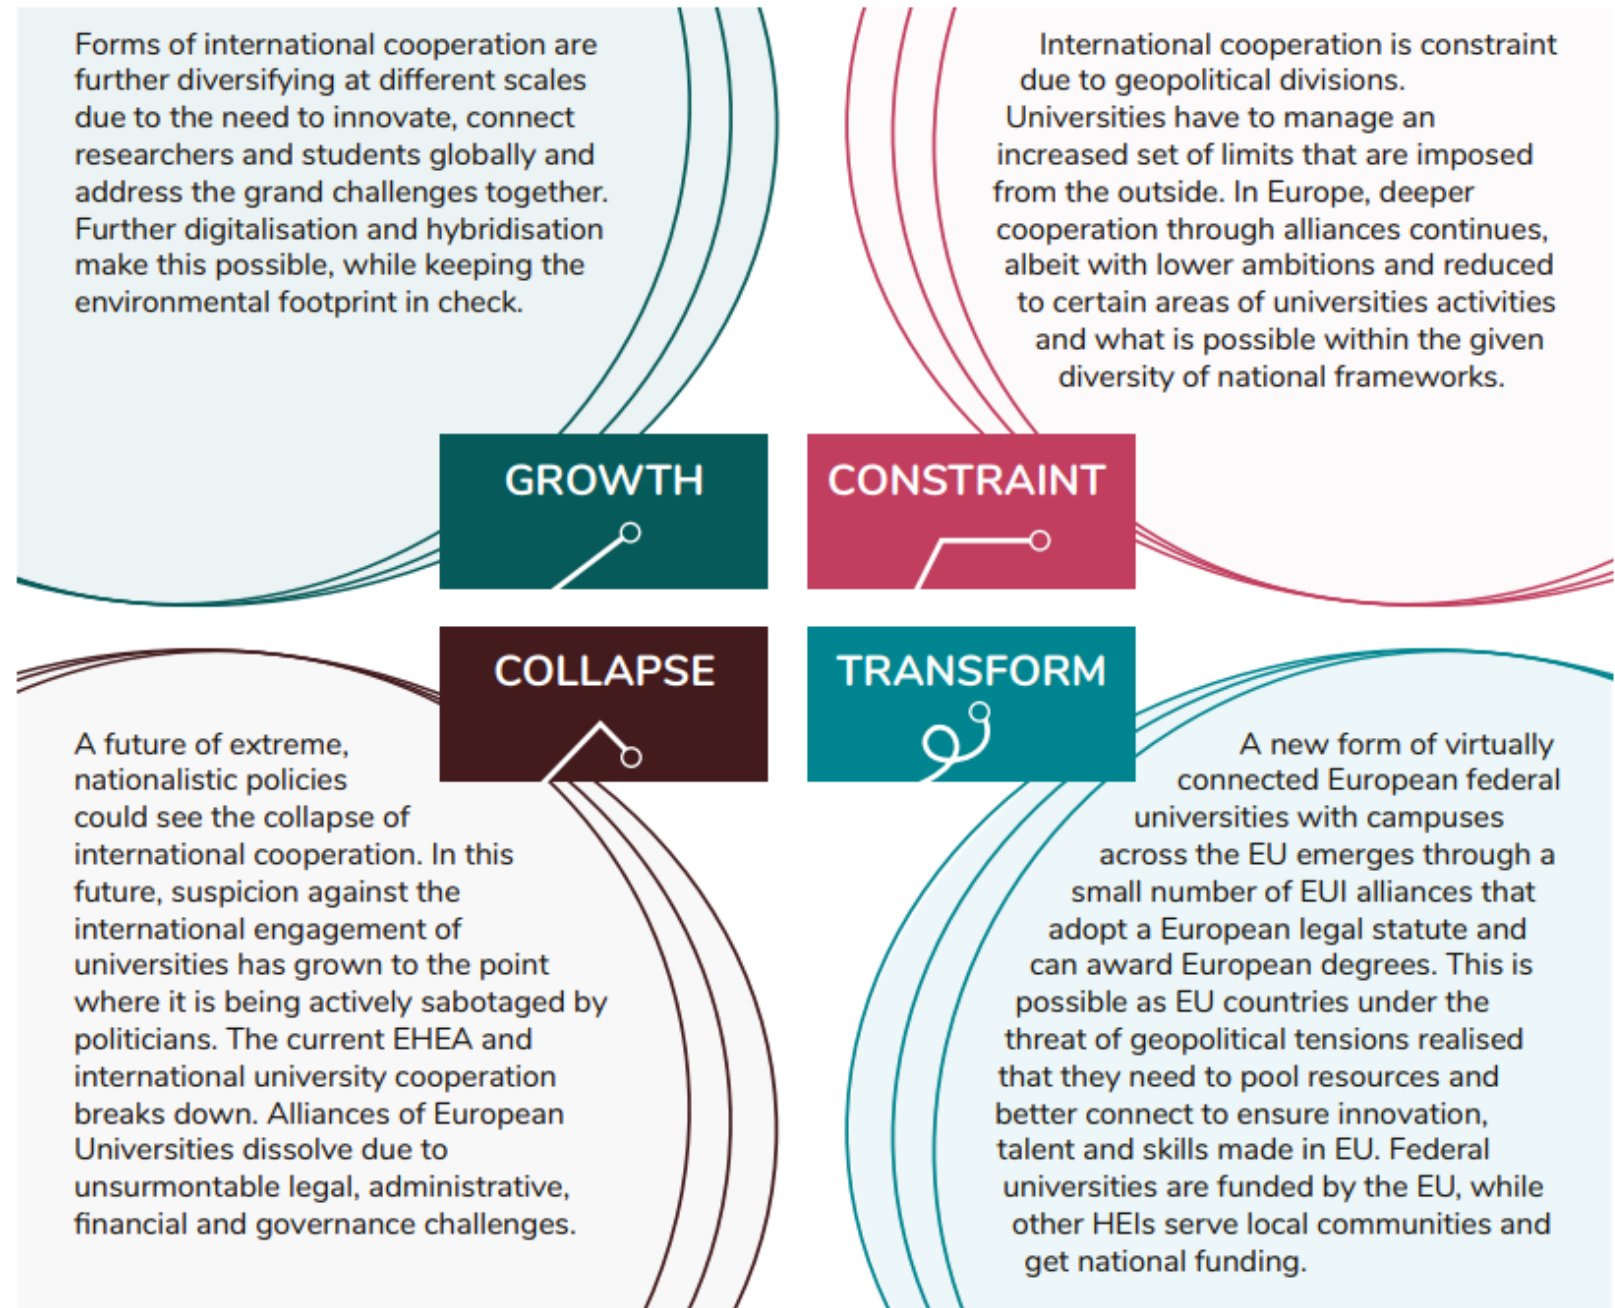 Forms of international cooperation are
further diversifying at different scales
due to the need to innovate, connect
researchers and students globally and
address the grand challenges together.
Further digitalisation and hybridisation
make this possible, while keeping the
environmental footprint in check.
GROWTH
International cooperation is constraint
due to geopolitical divisions.
Universities have to manage an
increased set of limits that are imposed
from the outside. In Europe, deeper
cooperation through alliances continues,
albeit with lower ambitions and reduced
to certain areas of universities activities
and what is possible within the given
diversity of national frameworks.
CONSTRAINT
COLLAPSE
A future of extreme,
nationalistic policies
could see the collapse of
international cooperation. In this
future, suspicion against the
international engagement of
universities has grown to the point
where it is being actively sabotaged by
politicians. The current EHEA and
international university cooperation
breaks down. Alliances of European
Universities dissolve due to
unsurmontable legal, administrative,
financial and governance challenges.
TRANSFORM
A new form of virtually
connected European federal
universities with campuses
across the EU emerges through a
small number of EUI alliances that
adopt a European legal statute and
can award European degrees. This is
possible as EU countries under the
threat of geopolitical tensions realised
that they need to pool resources and
better connect to ensure innovation,
talent and skills made in EU. Federal
universities are funded by the EU, while
other HEIs serve local communities and
get national funding.